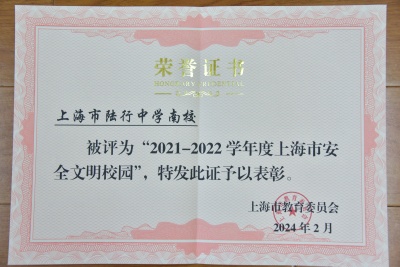 荣誉证书
上海市陆行中学南校
被评为“2021-2022学年度上海市安
全文明校园”，特发此证予以表彰。
上海市教育委员会
2024年2月